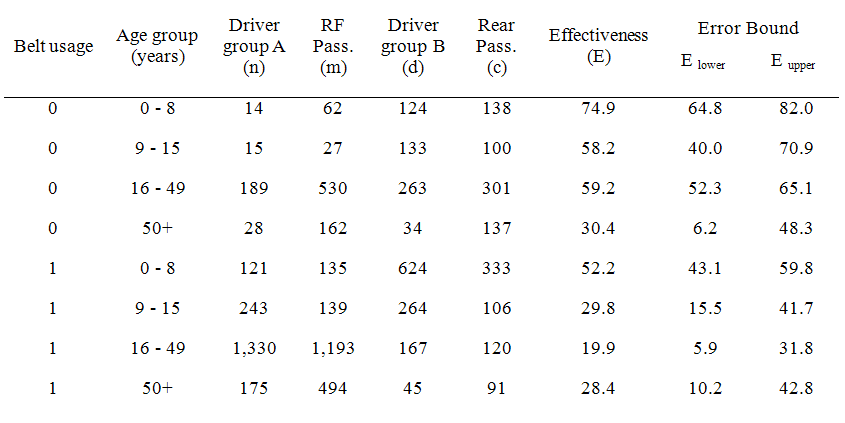 Belt usage Age group (years) Driver group A (n) RF Pass. (m) Driver group B (d) Rear Pass. (c) Effectiveness (E) Error Bound E lower E upper
0 0 - 8 14 62 124 138 74.9 64.8 82.0
0 9 - 15 15 27 133 100 58.2 40.0 70.9
0 16 - 49 189 530 263 301 59.2 52.3 65.1
0 50+ 28 162 34 137 30.4 6.2 48.3
1 0 - 8 121 135 624 333 52.2 43.1 59.8
1 9 - 15 243 139 264 106 29.8 15.5 41.7
1 16 - 49 1,330 1,193 167 120 19.9 5.9 31.8
1 50+ 175 494 45 91 28.4 10.2 42.8